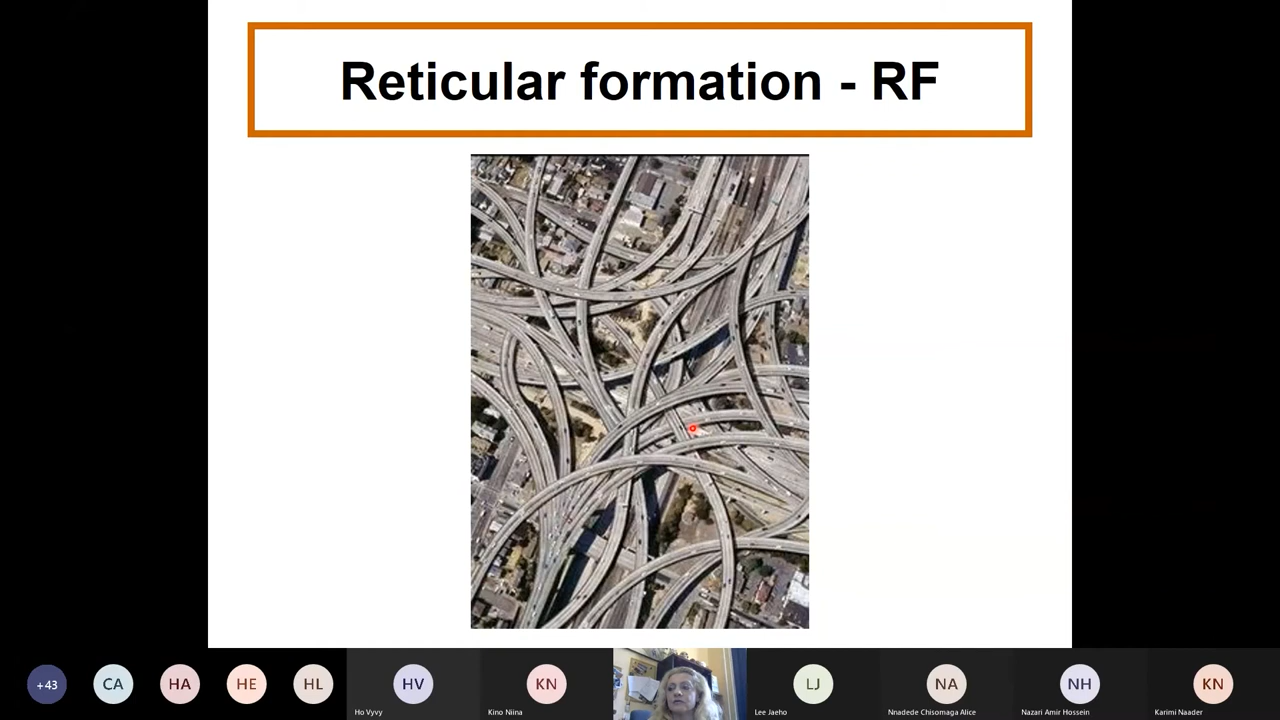 Reticular formation - RF
+43
CA
HA
HE
HL
HV
KN
LJ
NA
NH
KN
Ho Vyvy
Kino Niina
Lee Jaeho
Nnadede Chisomaga Alice
Nazari Amir Hossein
Karimi Naader